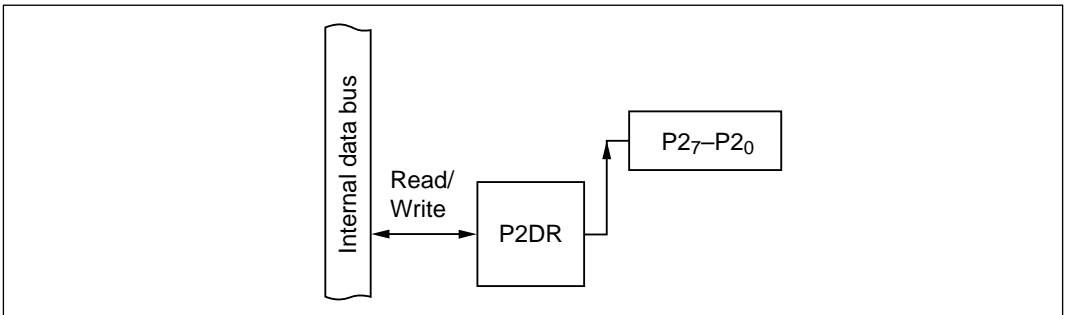 Internal data bus
Read/
Write
P2DR
P2₇–P2₀